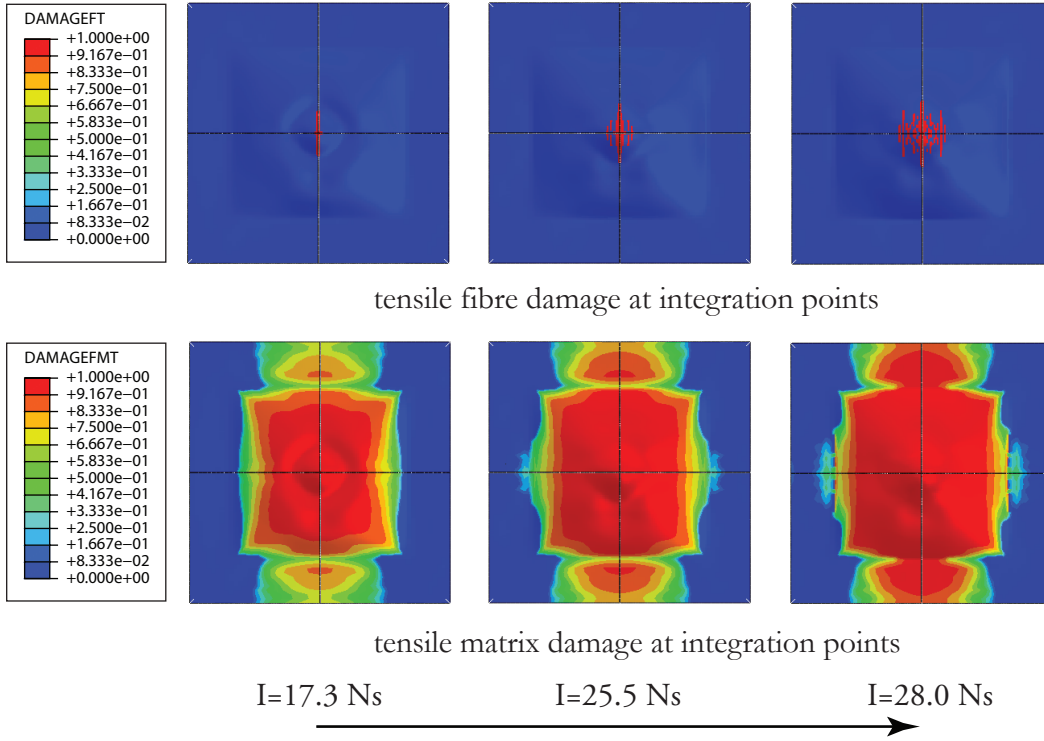 DAMAGEFT
+1.000e+00
+9.167e−01
+8.333e−01
+7.500e−01
+6.667e−01
+5.833e−01
+5.000e−01
+4.167e−01
+3.333e−01
+2.500e−01
+1.667e−01
+8.333e−02
+0.000e+00
tensile fibre damage at integration points
DAMAGEFMT
+1.000e+00
+9.167e−01
+8.333e−01
+7.500e−01
+6.667e−01
+5.833e−01
+5.000e−01
+4.167e−01
+3.333e−01
+2.500e−01
+1.667e−01
+8.333e−02
+0.000e+00
tensile matrix damage at integration points
I=17.3 Ns I=25.5 Ns I=28.0 Ns